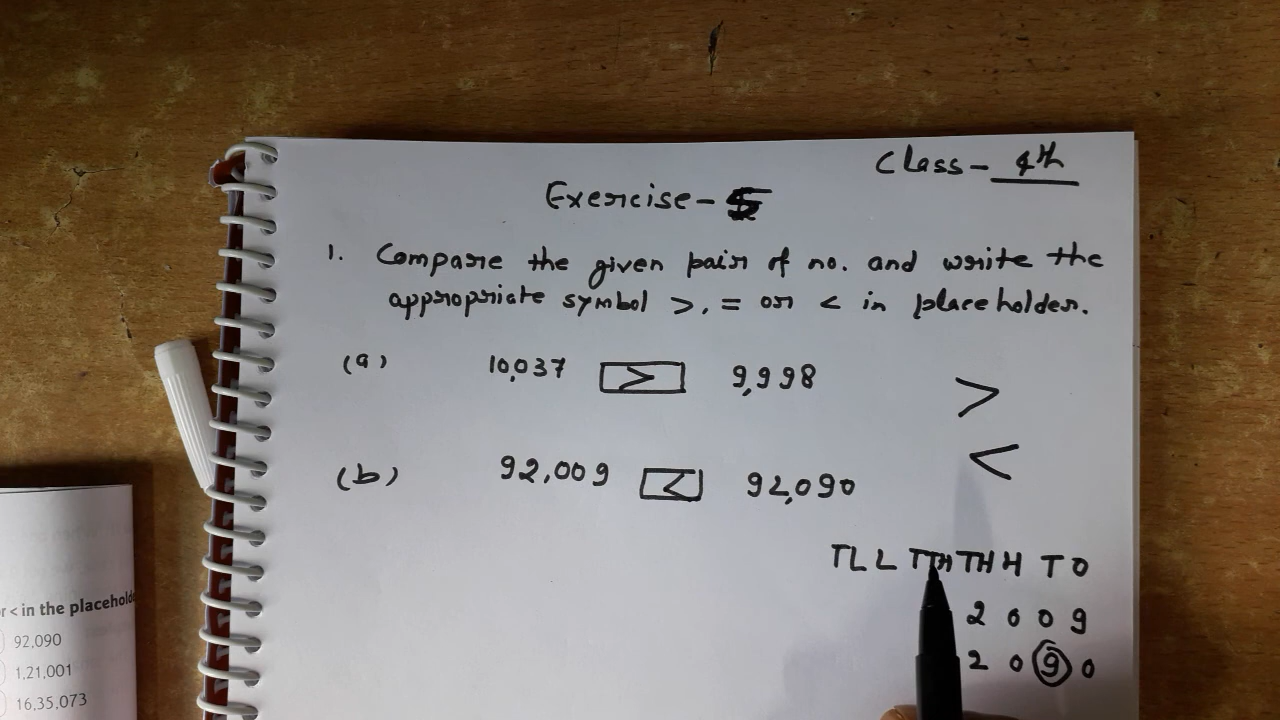 Class- 4th
Exercise-5
1. Compare the given pair of no. and write the
appropriate symbol >, = or < in placeholder.
(a) 10,037 > 9,998
>
<
(b) 92,009 < 92,090
TL L TTH TH H T O
2 0 0 9
2 0 9 0
r < in the placehold
92,090
1,21,001
16,35,073